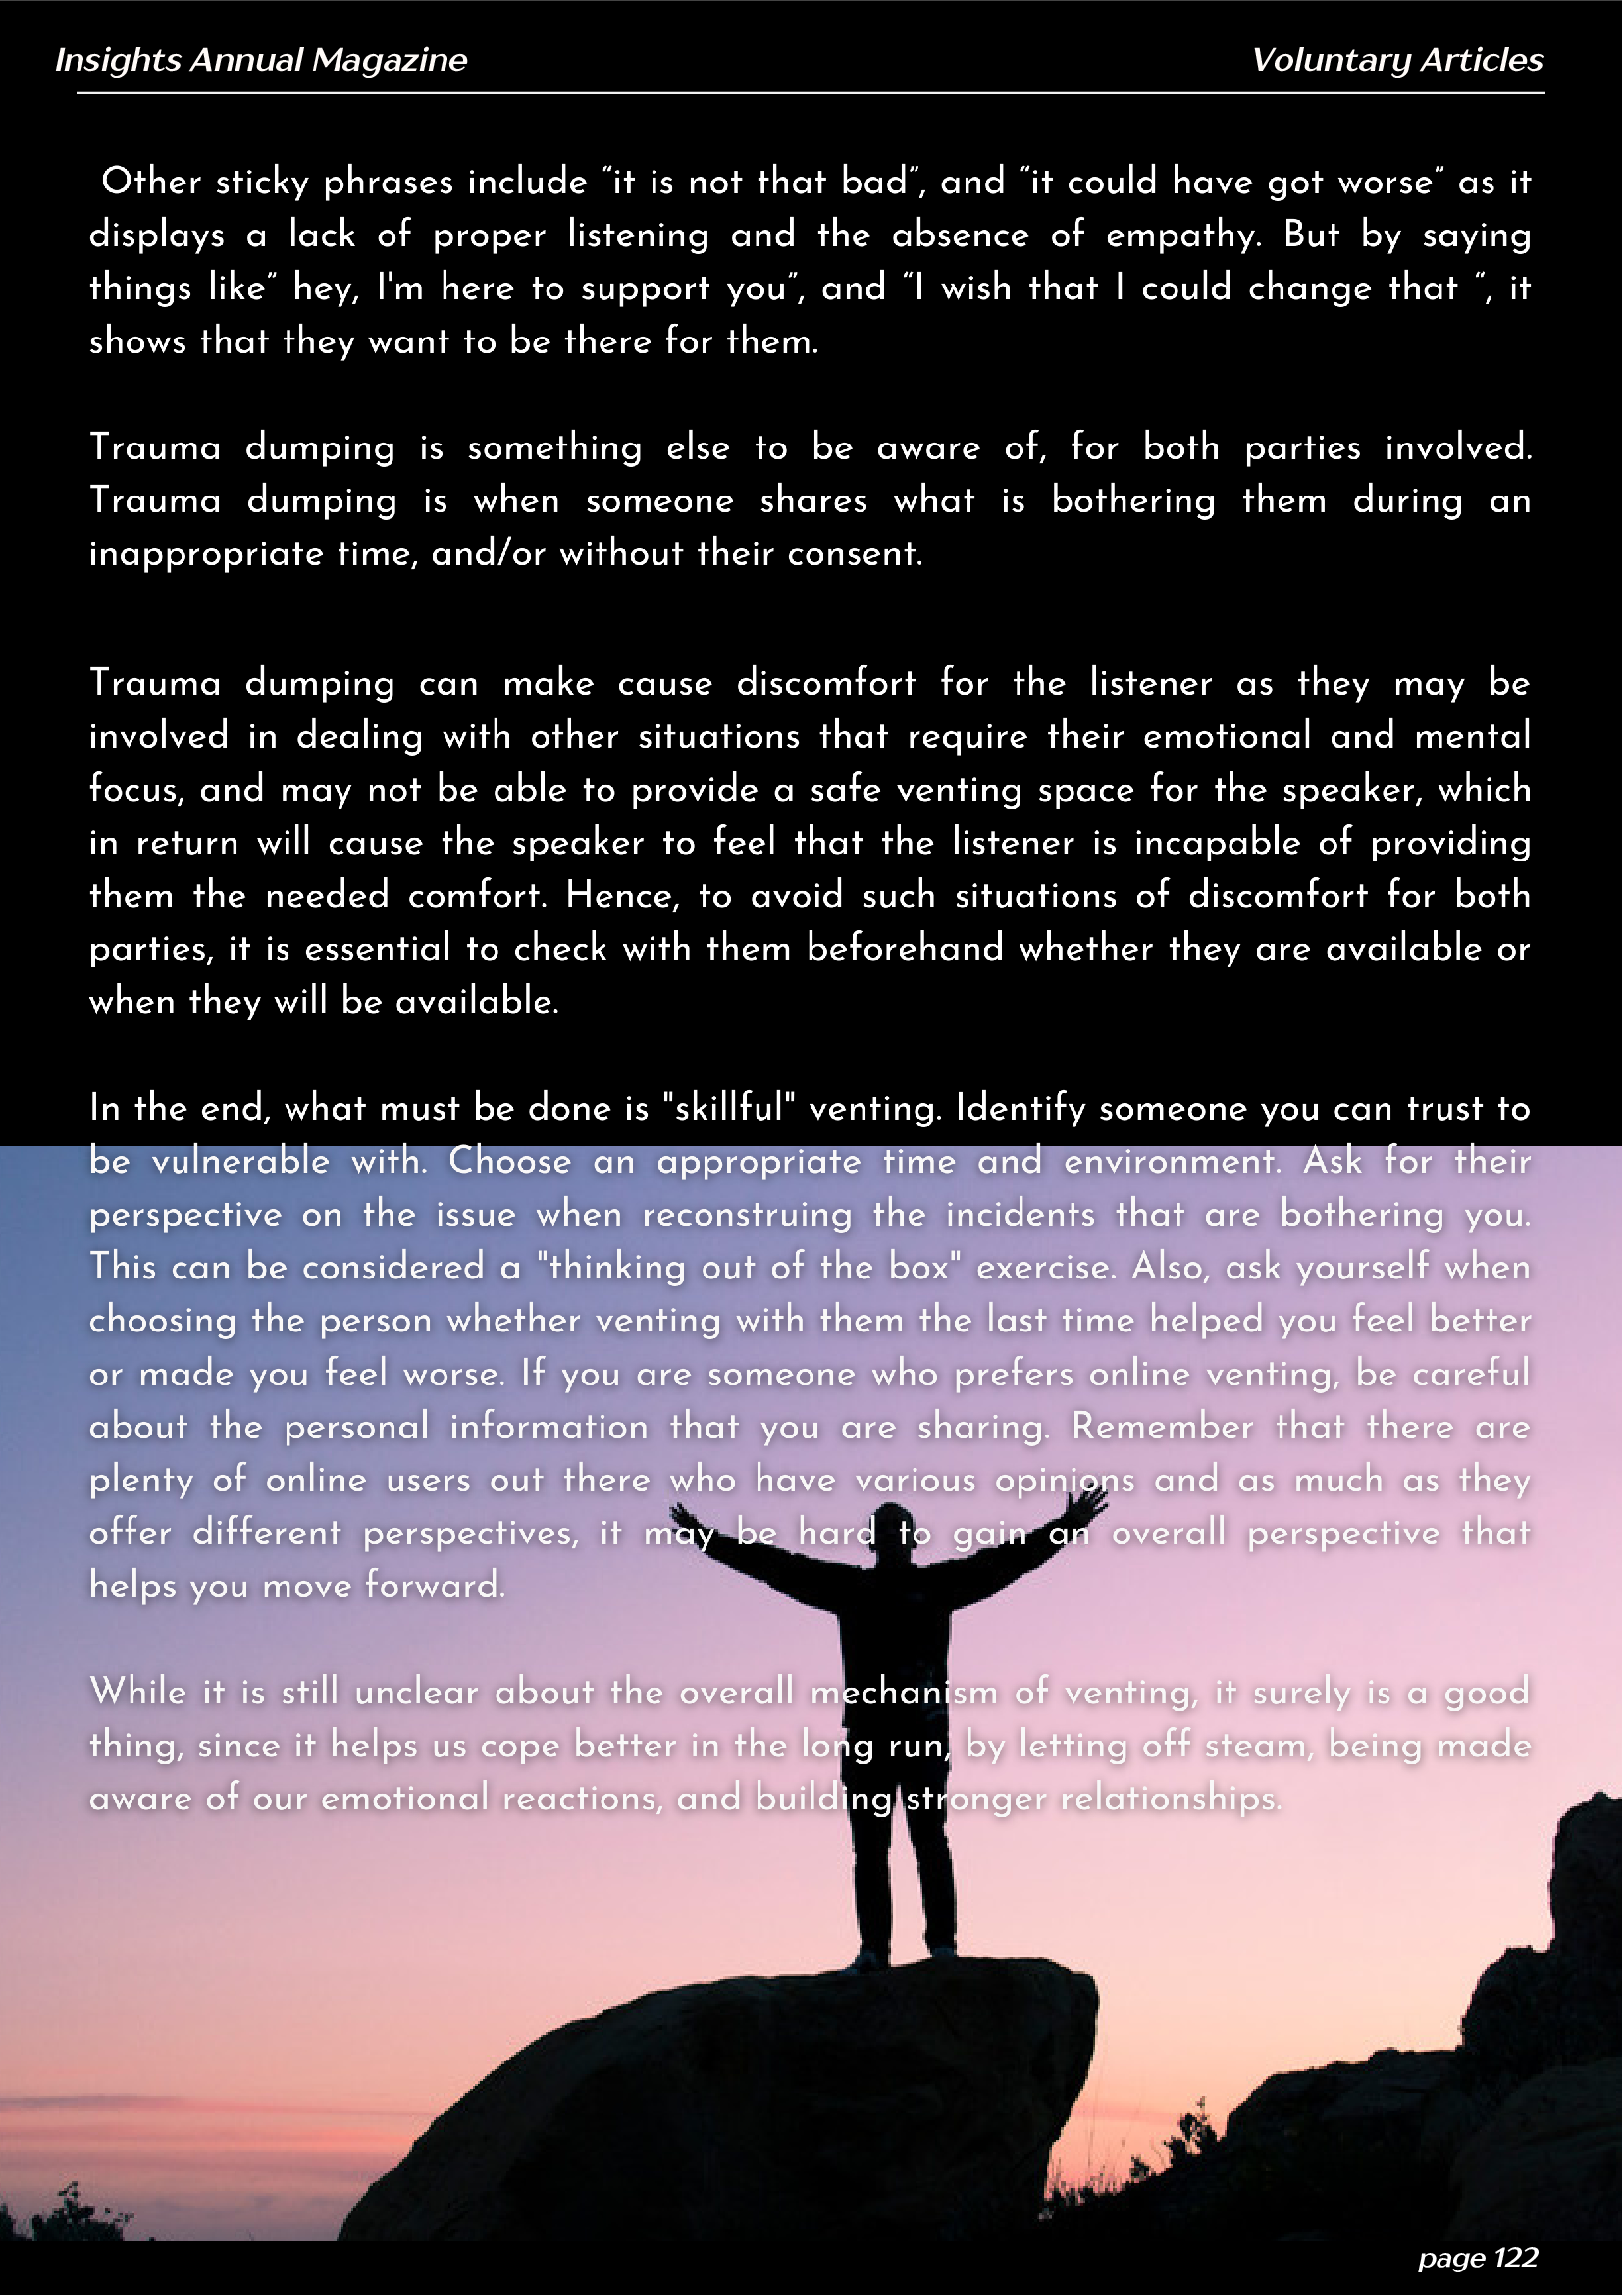 Insights Annual Magazine
Voluntary Articles
Other sticky phrases include “it is not that bad”, and “it could have got worse” as it
displays a lack of proper listening and the absence of empathy. But by saying
things like” hey, I'm here to support you”, and “I wish that I could change that “, it
shows that they want to be there for them.
Trauma dumping is something else to be aware of, for both parties involved.
Trauma dumping is when someone shares what is bothering them during an
inappropriate time, and/or without their consent.
Trauma dumping can make cause discomfort for the listener as they may be
involved in dealing with other situations that require their emotional and mental
focus, and may not be able to provide a safe venting space for the speaker, which
in return will cause the speaker to feel that the listener is incapable of providing
them the needed comfort. Hence, to avoid such situations of discomfort for both
parties, it is essential to check with them beforehand whether they are available or
when they will be available.
In the end, what must be done is "skillful" venting. Identify someone you can trust to
be vulnerable with. Choose an appropriate time and environment. Ask for their
perspective on the issue when reconstruing the incidents that are bothering you.
This can be considered a "thinking out of the box" exercise. Also, ask yourself when
choosing the person whether venting with them the last time helped you feel better
or made you feel worse. If you are someone who prefers online venting, be careful
about the personal information that you are sharing. Remember that there are
plenty of online users out there who have various opinions and as much as they
offer different perspectives, it may be hard to gain an overall perspective that
helps you move forward.
While it is still unclear about the overall mechanism of venting, it surely is a good
thing, since it helps us cope better in the long run, by letting off steam, being made
aware of our emotional reactions, and building stronger relationships.
page 122